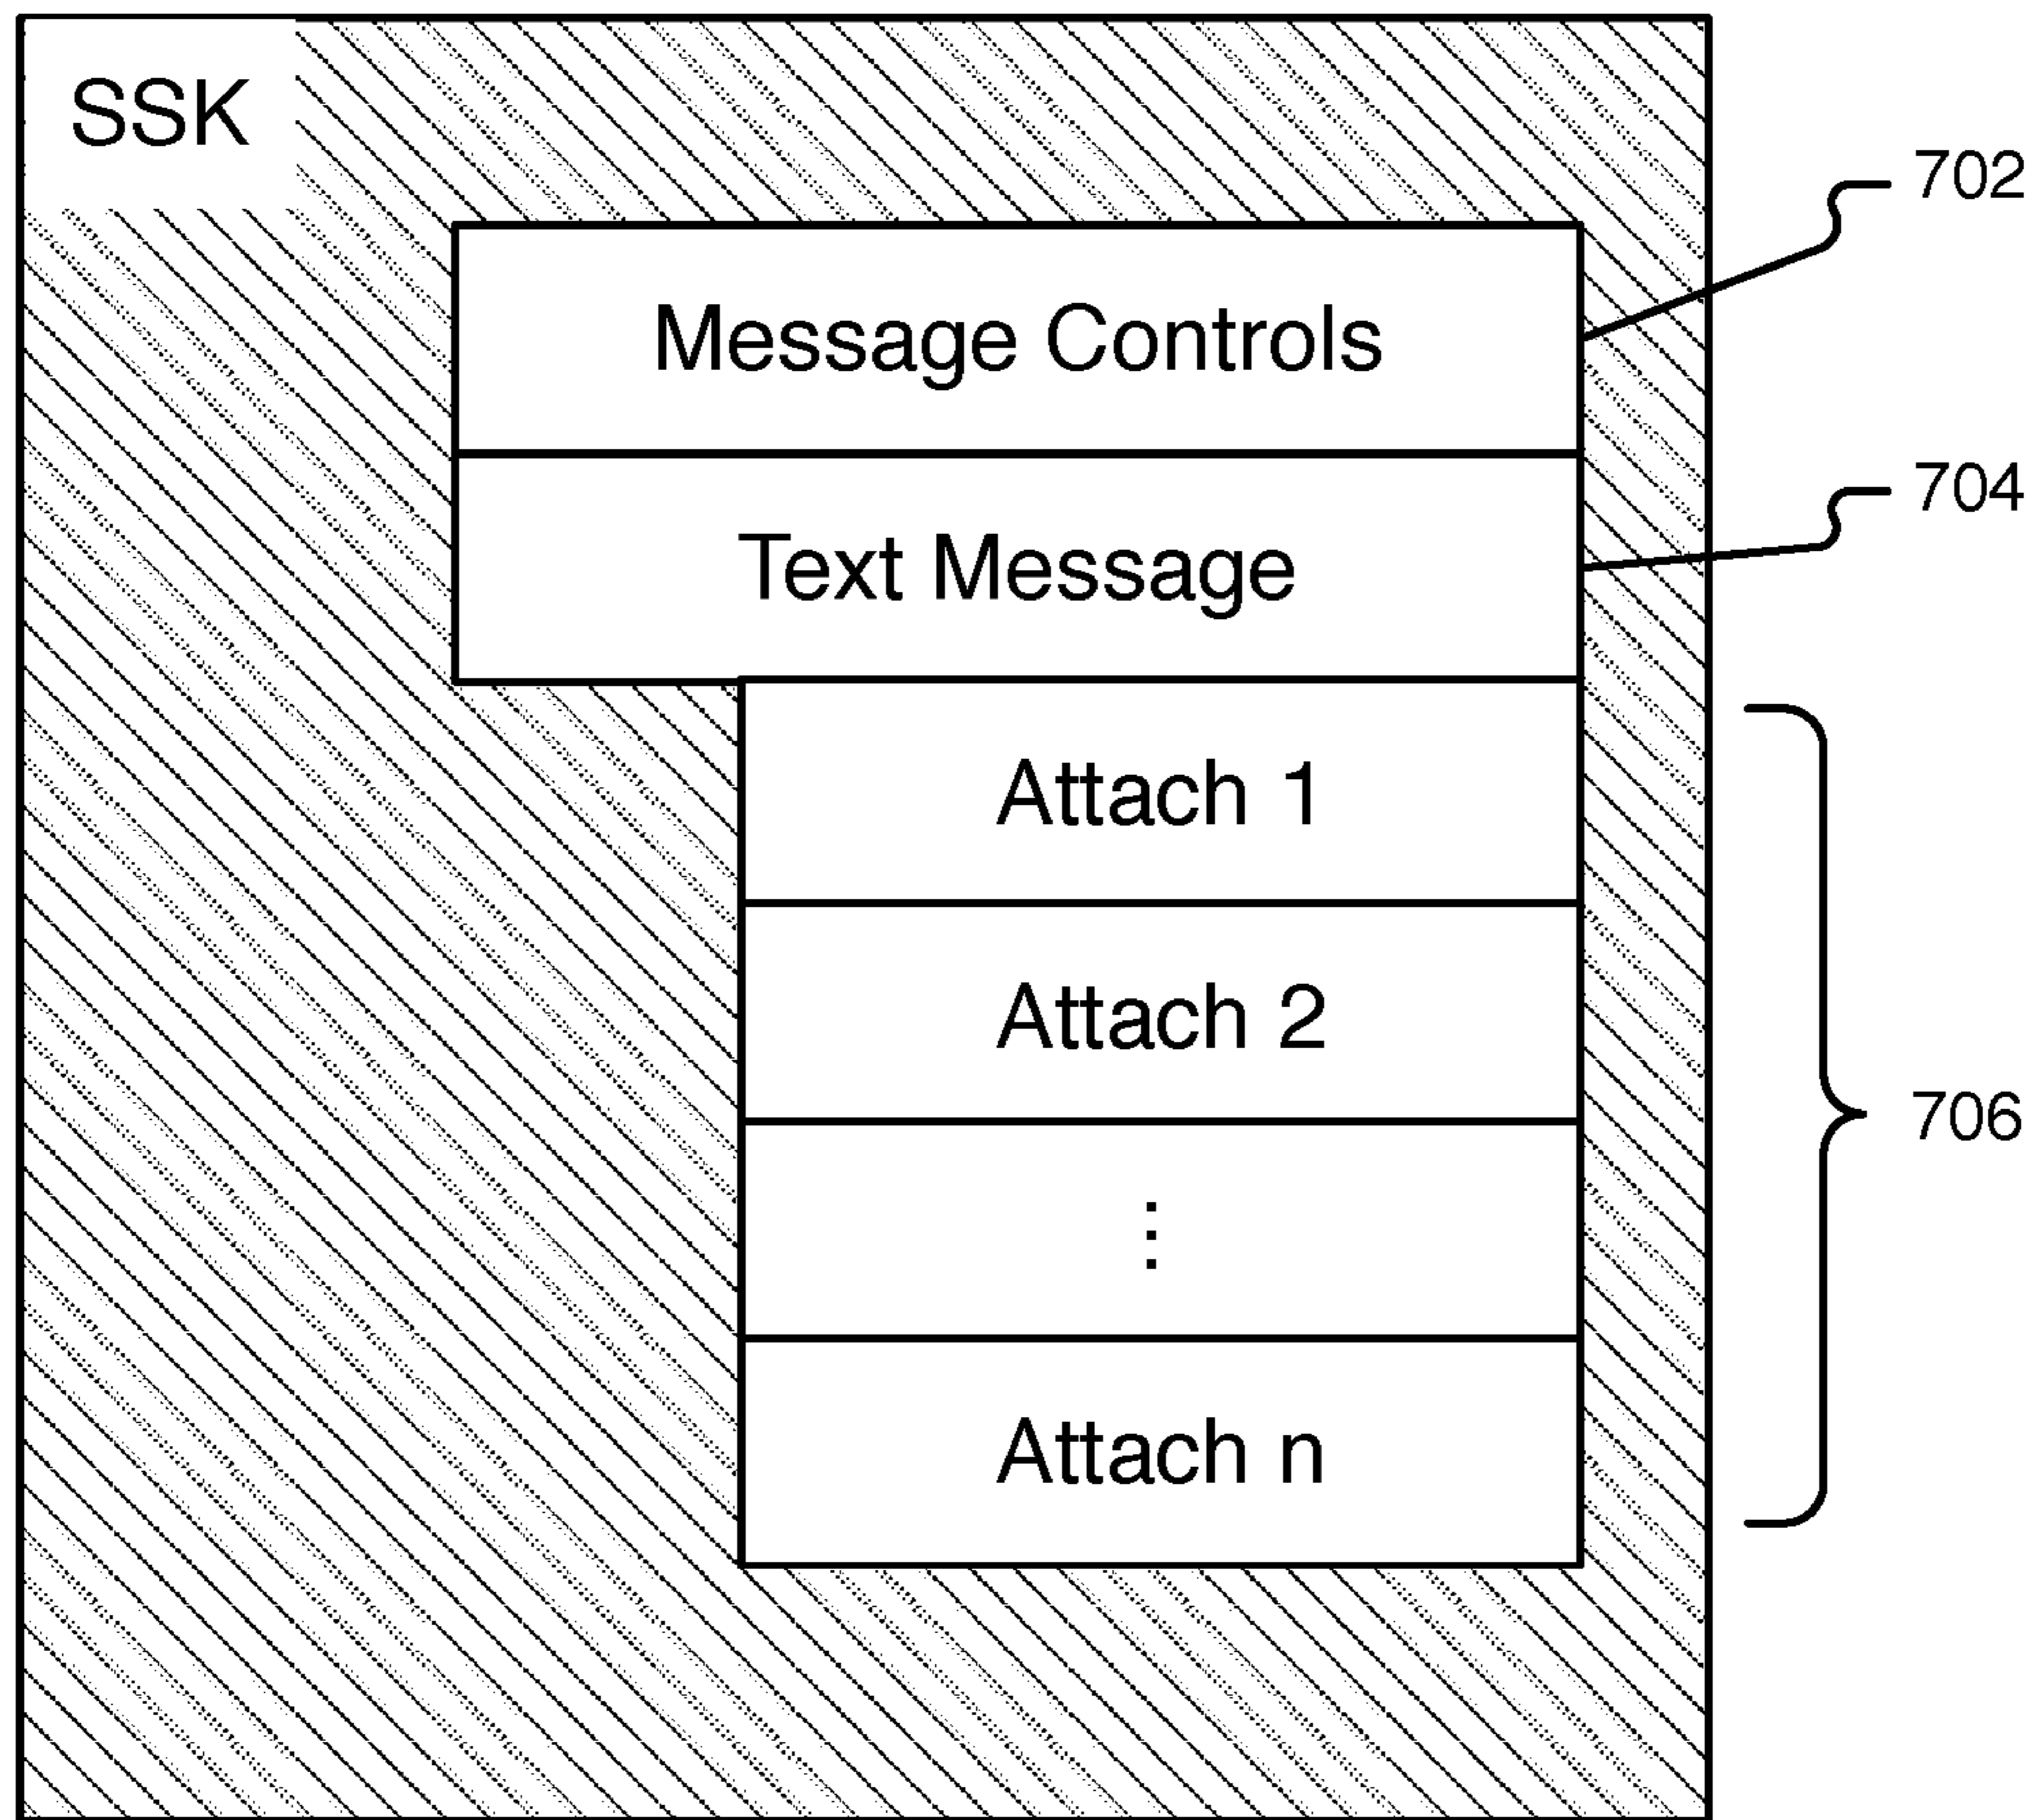 SSK
702
Message Controls
704
Text Message
Attach 1
Attach 2
706
⋮
Attach n